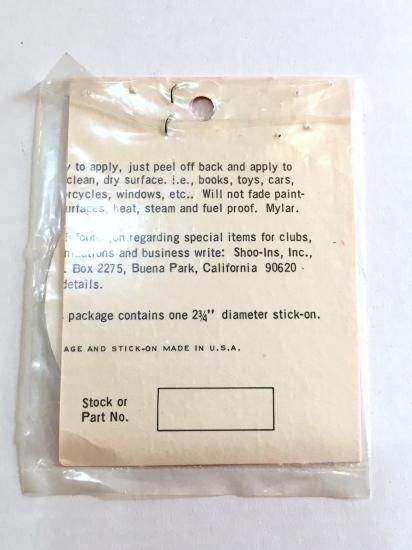 y to apply, just peel off back and apply to
clean, dry surface. i.e., books, toys, cars,
rcycles, windows, etc.. Will not fade paint-
urfaces, heat, steam and fuel proof. Mylar.
regarding special items for clubs,
and business write: Shoo-Ins, Inc.,
. Box 2275, Buena Park, California 90620
details.
package contains one 2¾" diameter stick-on.
AGE AND STICK-ON MADE IN U.S.A.
Stock or
Part No.